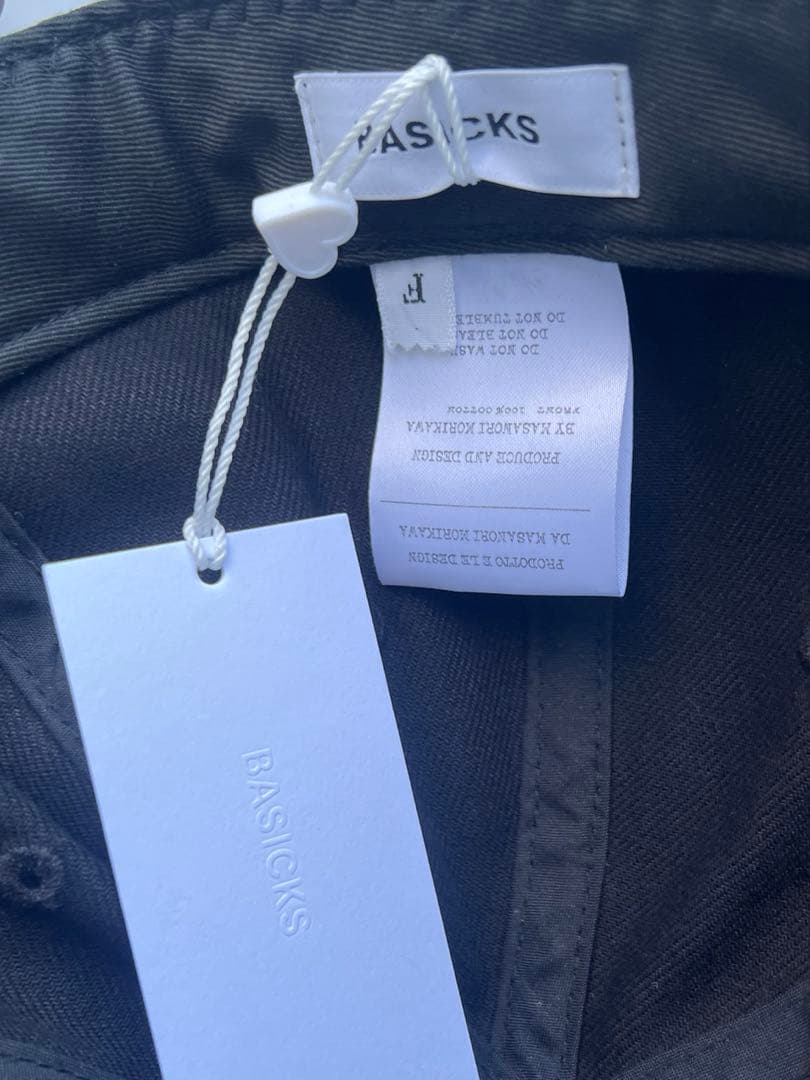 BASICKS
PRODOTTO E LE DESIGN
DA MASANORI MORIKAWA
PRODUCE AND DESIGN
BY MASANORI MORIKAWA
FRONT 100% COTTON
DO NOT WASH
DO NOT
DO NOT TUMBLE
F
BASICKS